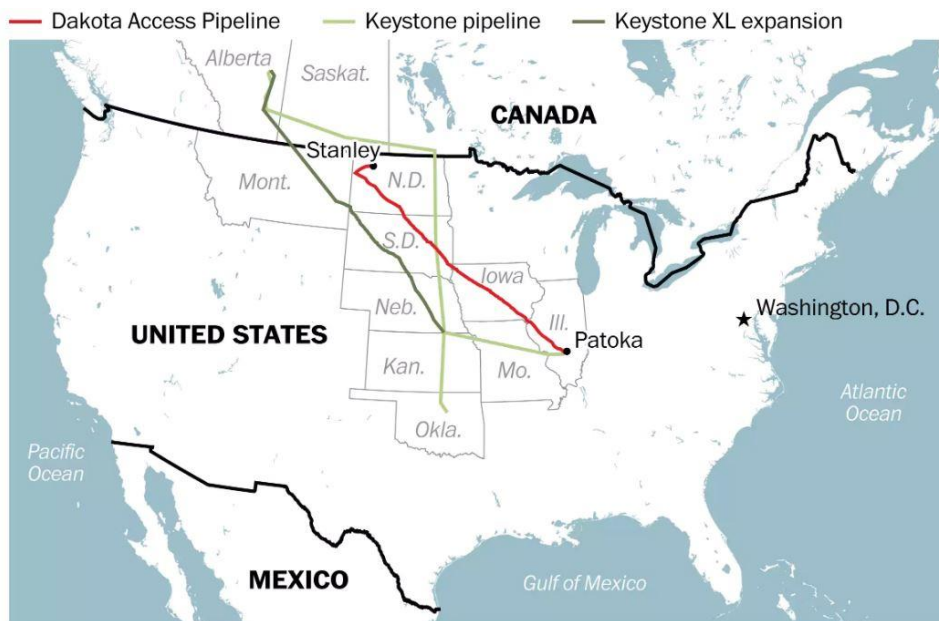 Dakota Access Pipeline
Keystone pipeline
Keystone XL expansion
Alberta
Saskat.
CANADA
Stanley
Mont.
N.D.
S.D.
Iowa
Neb.
Ill.
Washington, D.C.
UNITED STATES
Patoka
Kan.
Mo.
Atlantic
Ocean
Okla.
Pacific
Ocean
MEXICO
Gulf of Mexico